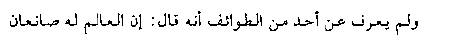 ولم يعرف عن أحد من الطوائف أنه قال: إن العالم له صانعان